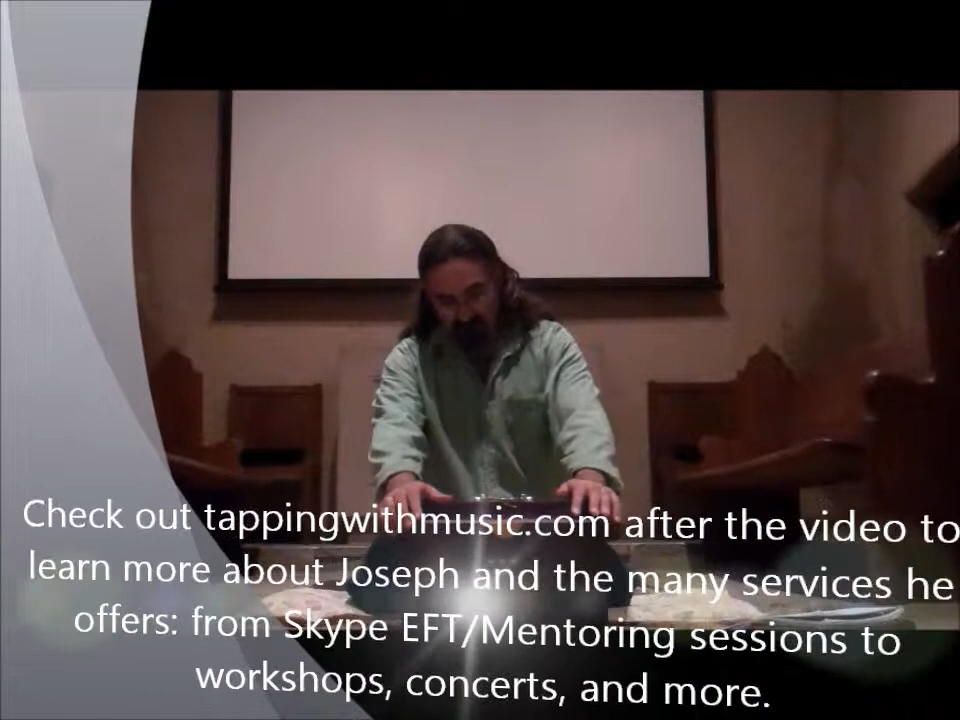 Check out tappingwithmusic.com after the video to
learn more about Joseph and the many services he
offers: from Skype EFT/Mentoring sessions to
workshops, concerts, and more.